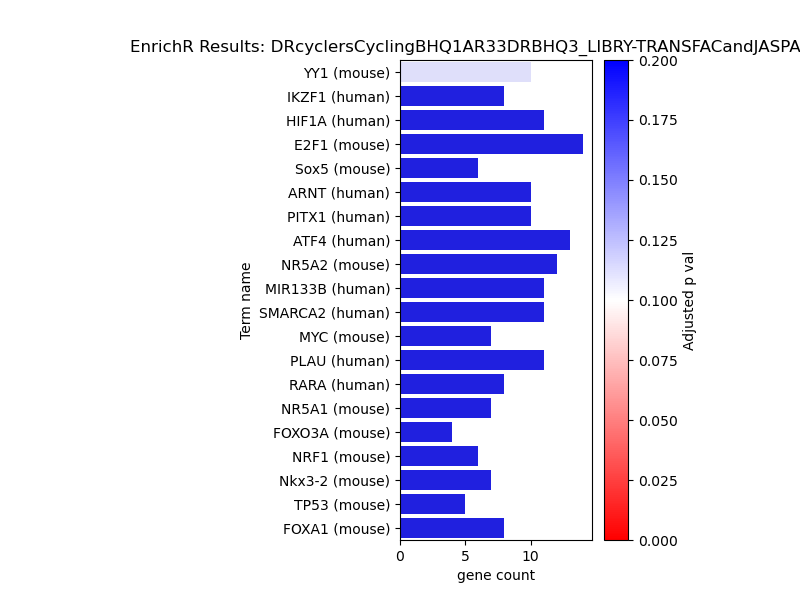 EnrichR Results: DRcyclersCyclingBHQ1AR33DRBHQ3_LIBRY-TRANSFACandJASPA
Term name
YY1 (mouse)
IKZF1 (human)
HIF1A (human)
E2F1 (mouse)
Sox5 (mouse)
ARNT (human)
PITX1 (human)
ATF4 (human)
NR5A2 (mouse)
MIR133B (human)
SMARCA2 (human)
MYC (mouse)
PLAU (human)
RARA (human)
NR5A1 (mouse)
FOXO3A (mouse)
NRF1 (mouse)
Nkx3-2 (mouse)
TP53 (mouse)
FOXA1 (mouse)
0 5 10
gene count
0.200
0.175
0.150
0.125
0.100
0.075
0.050
0.025
0.000
Adjusted p val